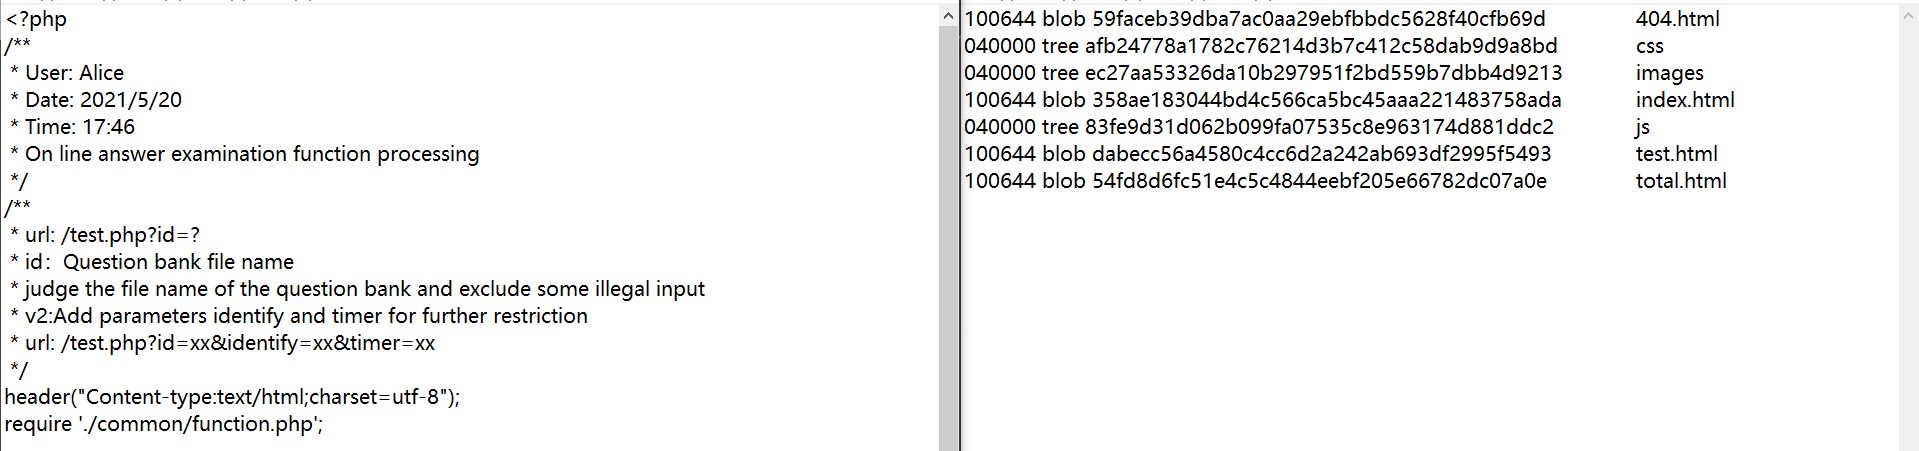 <?php
/**
 * User: Alice
 * Date: 2021/5/20
 * Time: 17:46
 * On line answer examination function processing
 */
/**
 * url: /test.php?id=?
 * id：Question bank file name
 * judge the file name of the question bank and exclude some illegal input
 * v2:Add parameters identify and timer for further restriction
 * url: /test.php?id=xx&identify=xx&timer=xx
 */
header("Content-type:text/html;charset=utf-8");
require './common/function.php';
100644 blob 59faceb39dba7ac0aa29ebfbbdc5628f40cfb69d 404.html
040000 tree afb24778a1782c76214d3b7c412c58dab9d9a8bd css
040000 tree ec27aa53326da10b297951f2bd559b7dbb4d9213 images
100644 blob 358ae183044bd4c566ca5bc45aaa221483758ada index.html
040000 tree 83fe9d31d062b099fa07535c8e963174d881ddc2 js
100644 blob dabecc56a4580c4cc6d2a242ab693df2995f5493 test.html
100644 blob 54fd8d6fc51e4c5c4844eebf205e66782dc07a0e total.html